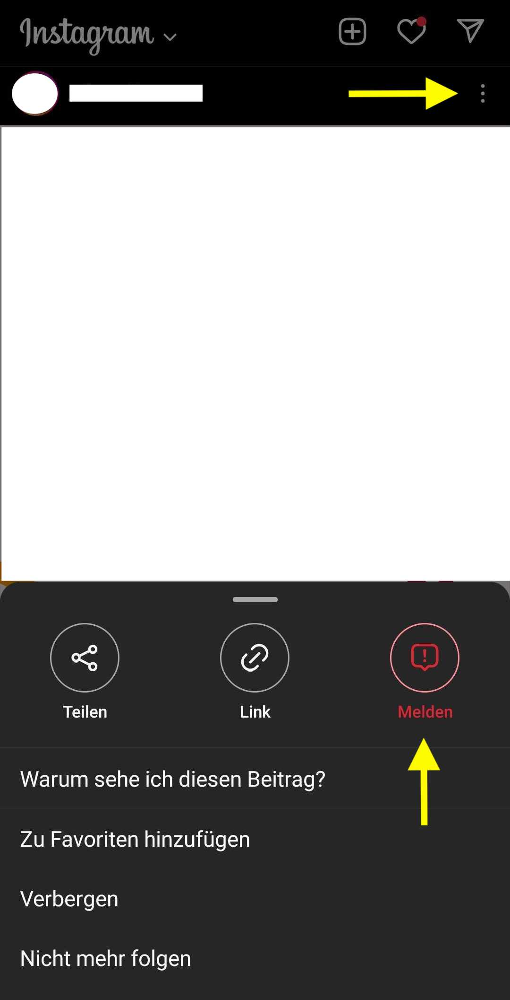 Instagram
Teilen
Link
Melden
Warum sehe ich diesen Beitrag?
Zu Favoriten hinzufügen
Verbergen
Nicht mehr folgen